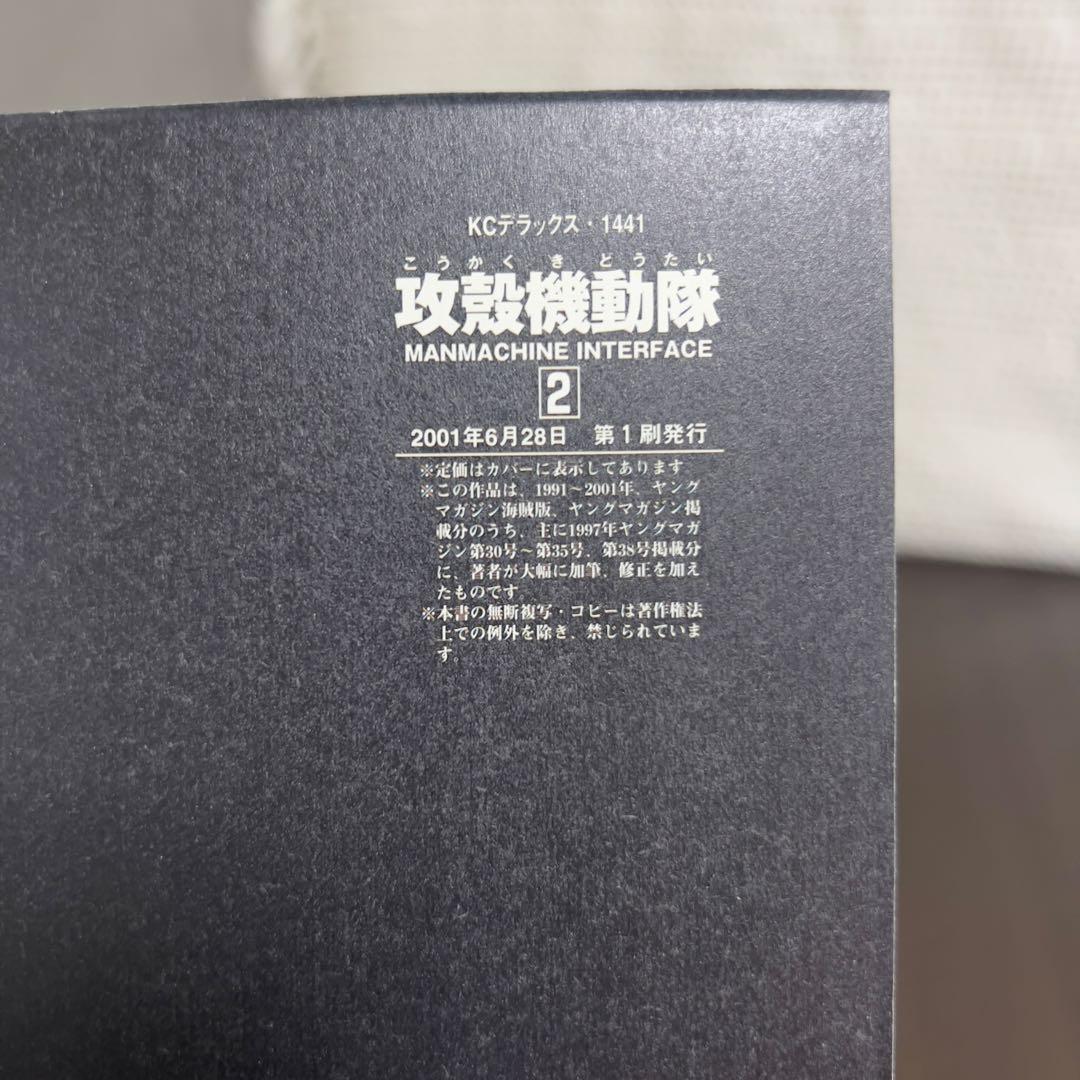 KCデラックス・1441
こうかくきどうたい
攻殻機動隊
MANMACHINE INTERFACE
2
2001年6月28日 第1刷発行
※定価はカバーに表示してあります
※この作品は、1991〜2001年、ヤング
マガジン海賊版、ヤングマガジン掲
載分のうち、主に1997年ヤングマガ
ジン第30号〜第35号、第38号掲載分
に、著者が大幅に加筆、修正を加え
たものです。
※本書の無断複写・コピーは著作権法
上での例外を除き、禁じられていま
す。